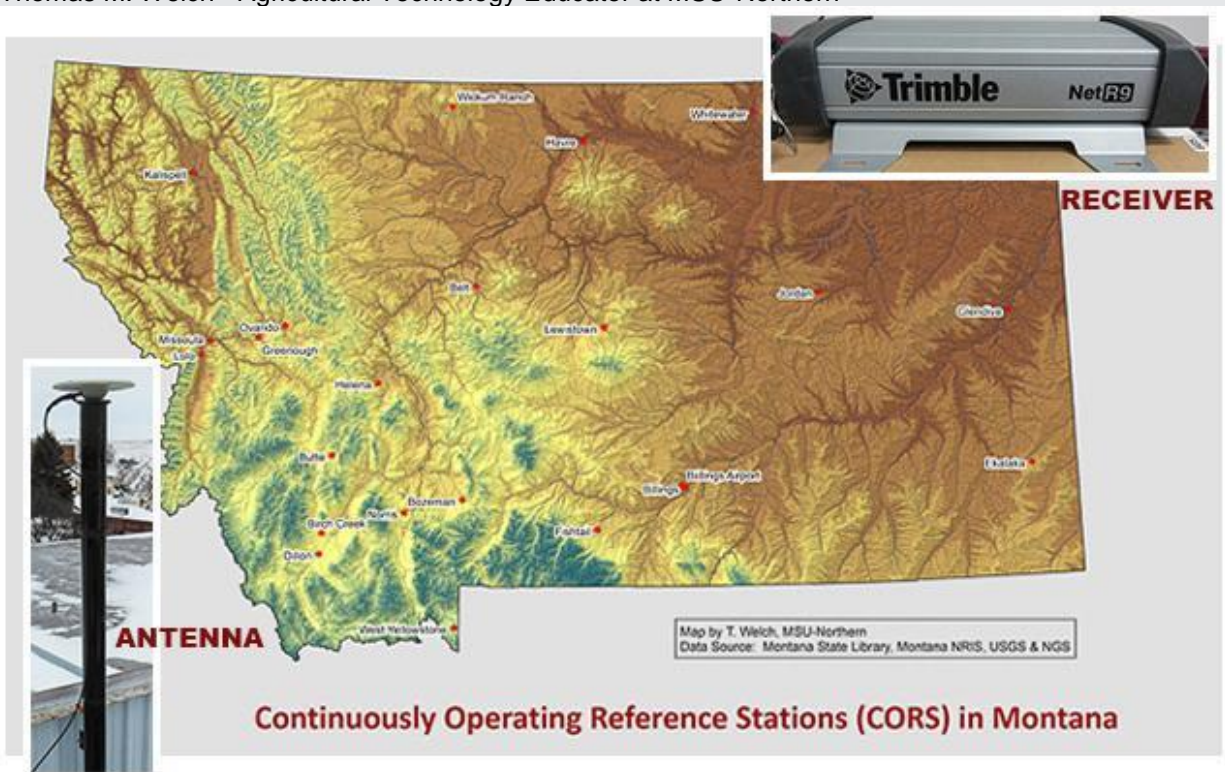 Thomas M. Welch - Agricultural Technology Educator at MSU-Northern
Trimble
NetR9
RECEIVER
Wickum Ranch
Whitewater
Havre
Kalispell
Belt
Jordan
Glendive
Ovando
Lewistown
Missoula
Greenough
Lolo
Helena
Butte
Ekalaka
Billings Airport
Billings
Bozeman
Norris
Birch Creek
Fishtail
Dillon
West Yellowstone
ANTENNA
Map by T. Welch, MSU-Northern
Data Source: Montana State Library, Montana NRIS, USGS & NGS
Continuously Operating Reference Stations (CORS) in Montana